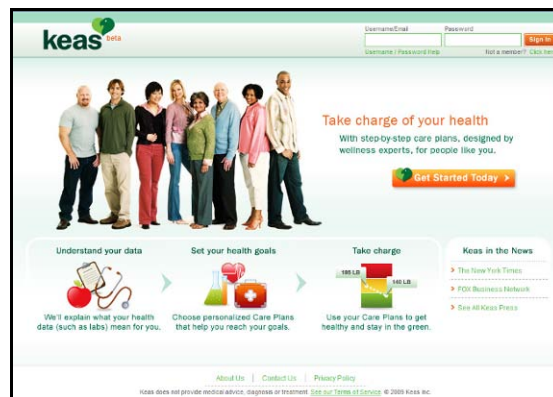 keas beta
Username/Email
Password
Sign In
Username / Password Help
Not a member? Click here
Take charge of your health
With step-by-step care plans, designed by
wellness experts, for people like you.
Get Started Today
Understand your data
Set your health goals
Take charge
Keas in the News
186 LB
140 LB
The New York Times
FOX Business Network
See All Keas Press
We'll explain what your health
data (such as labs) mean for you.
Choose personalized Care Plans
that help you reach your goals.
Use your Care Plans to get
healthy and stay in the green.
About Us | Contact Us | Privacy Policy
Keas does not provide medical advice, diagnosis or treatment. See our Terms of Service. © 2009 Keas Inc.